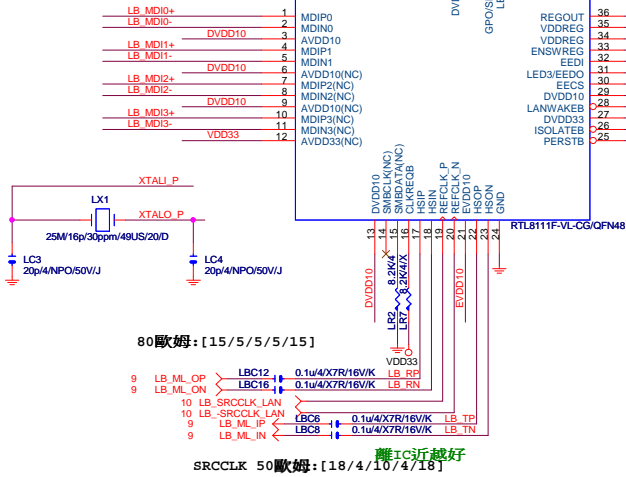 LB_MDI0+ 1 MDIP0
LB_MDI0- 2 MDIN0
DVDD10 3 AVDD10
LB_MDI1+ 4 MDIP1
LB_MDI1- 5 MDIN1
DVDD10 6 AVDD10(NC)
LB_MDI2+ 7 MDIP2(NC)
LB_MDI2- 8 MDIN2(NC)
DVDD10 9 AVDD10(NC)
LB_MDI3+ 10 MDIP3(NC)
LB_MDI3- 11 MDIN3(NC)
VDD33 12 AVDD33(NC)
REGOUT 36
VDDREG 35
VDDREG 34
ENSWREG 33
EEDI 32
LED3/EEDO 31
EECS 30
DVDD10 29
LANWAKEB 28
DVDD33 27
ISOLATEB 26
PERSTB 25
DVDD10 13
SMBCLK(NC) 14
SMBDATA(NC) 15
CLKREQB 16
HSIP 17
HSIN 18
REFCLK_P 19
REFCLK_N 20
EVDD10 21
HSOP 22
HSON 23
GND 24
RTL8111F-VL-CG/QFN48
XTALI_P
LX1
XTALO_P
25M/16p/30ppm/49US/20/D
LC3
20p/4/NPO/50V/J
LC4
20p/4/NPO/50V/J
DVDD10
LR2 8.2K/4
LR7 8.2K/4/X
EVDD10
VDD33
80歐姆:[15/5/5/5/15]
9 LB_ML_OP LBC12 0.1u/4/X7R/16V/K LB_RP
9 LB_ML_ON LBC16 0.1u/4/X7R/16V/K LB_RN
10 LB_SRCCLK_LAN
10 LB_-SRCCLK_LAN
9 LB_ML_IP LBC6 0.1u/4/X7R/16V/K LB_TP
9 LB_ML_IN LBC8 0.1u/4/X7R/16V/K LB_TN
離IC近越好
SRCCLK 50歐姆:[18/4/10/4/18]